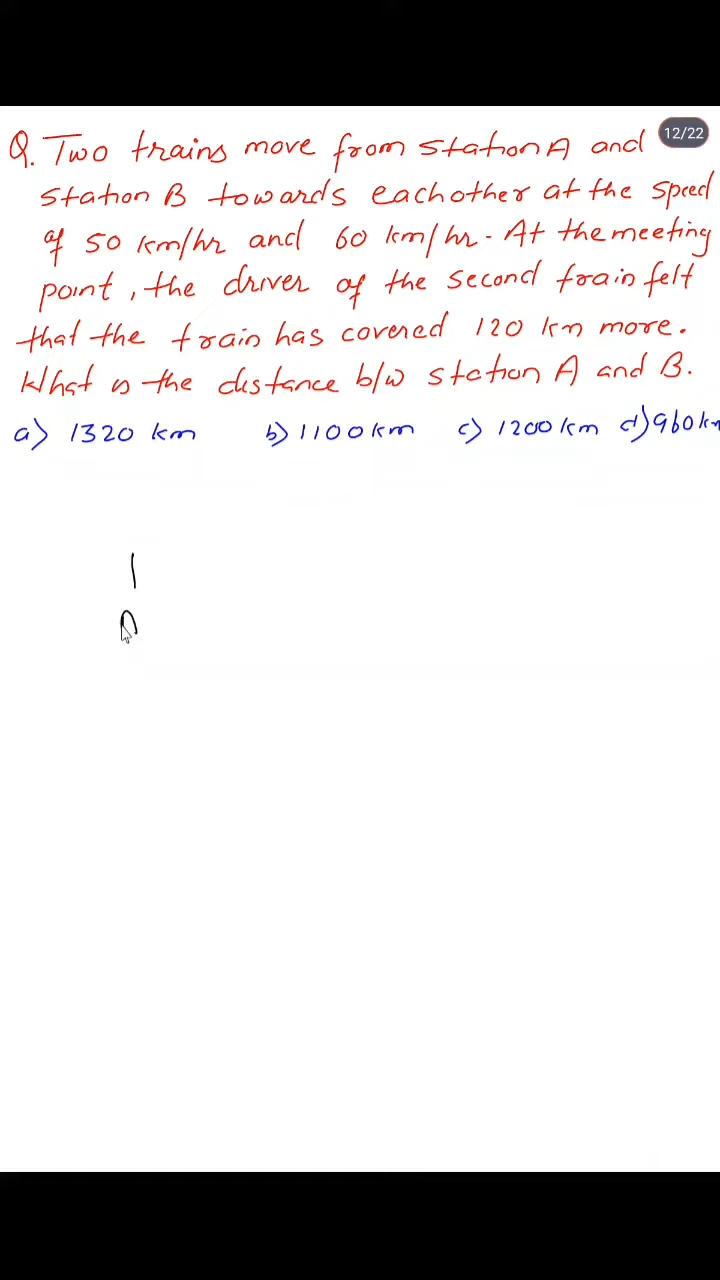 Q. Two trains move from station A and
12/22
station B towards eachother at the speed
of 50 km/hr and 60 km/hr. At the meeting
point, the driver of the second train felt
that the train has covered 120 km more.
What is the distance b/w station A and B.
a) 1320 km b) 1100 km c) 1200 km d) 960 km
A